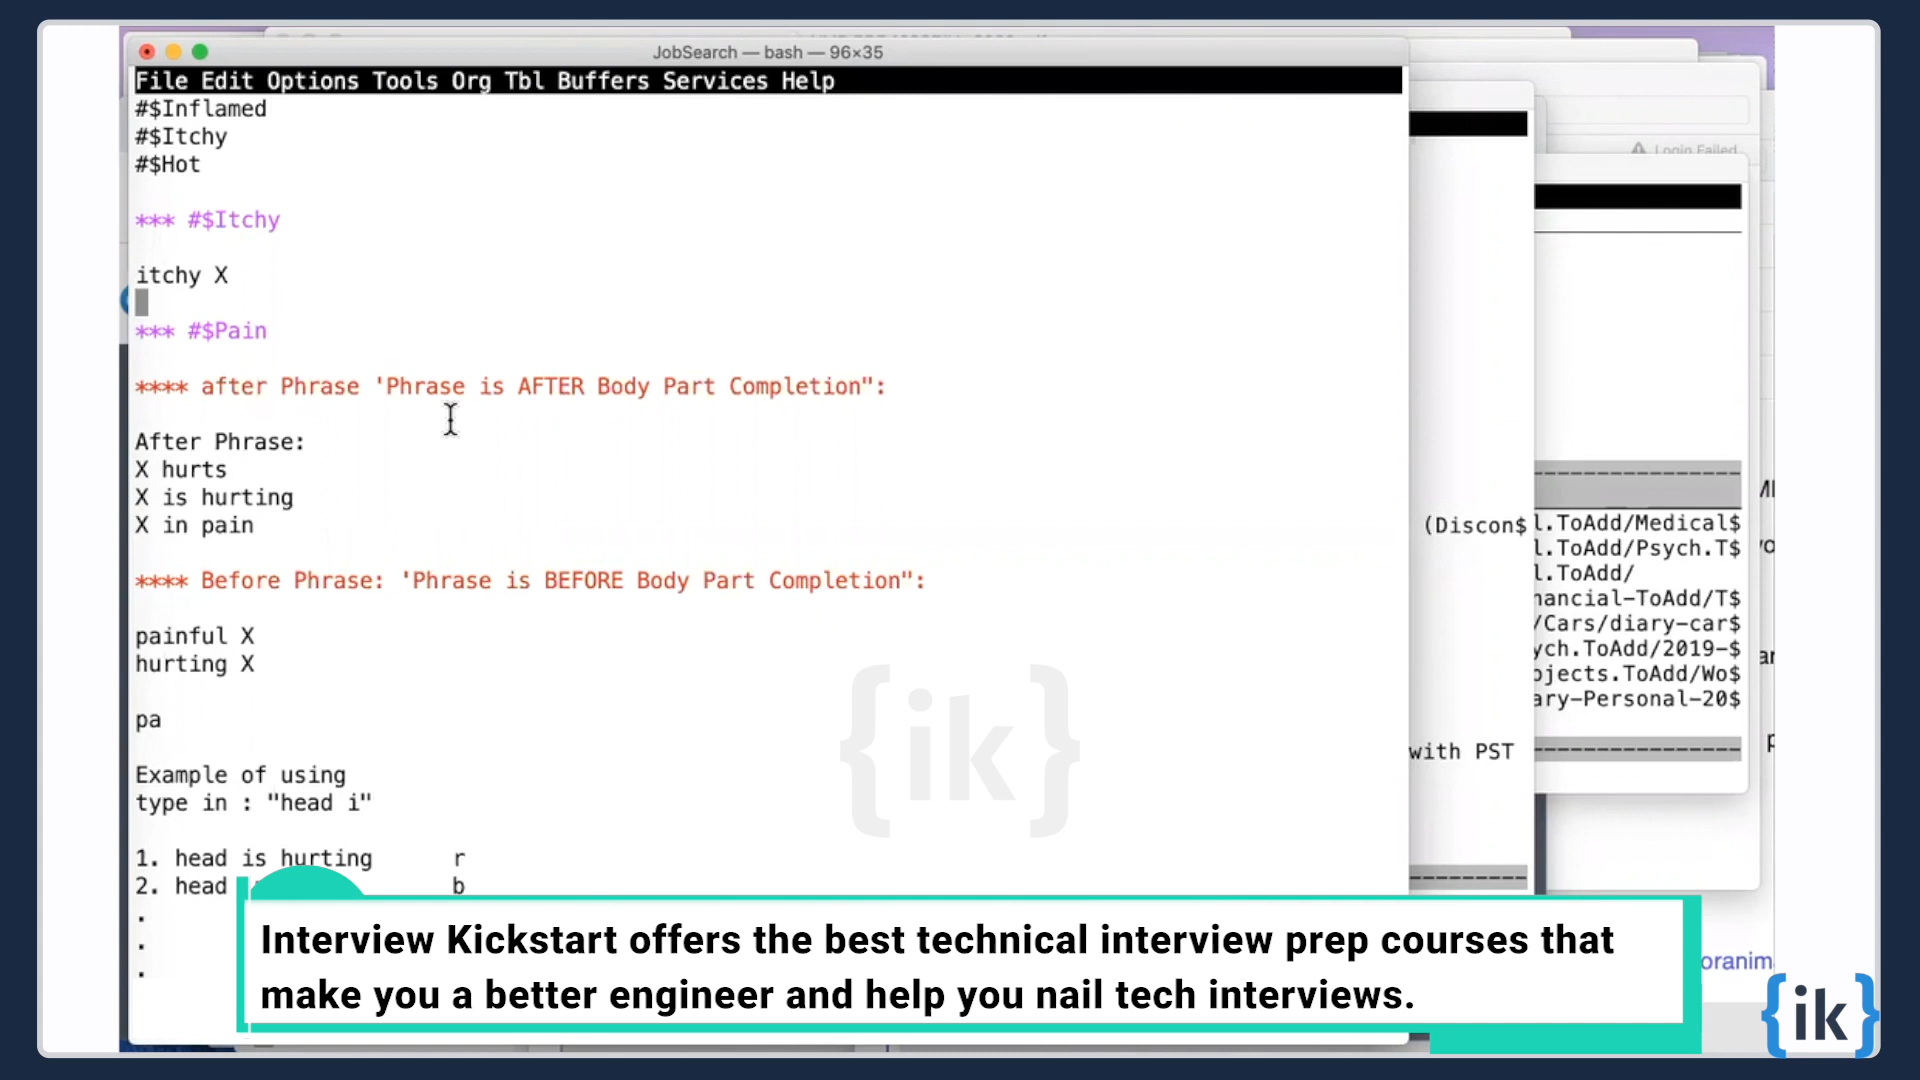 JobSearch — bash — 96×35
File Edit Options Tools Org Tbl Buffers Services Help
#$Inflamed
#$Itchy
#$Hot
*** #$Itchy
itchy X
*** #$Pain
**** after Phrase 'Phrase is AFTER Body Part Completion":
After Phrase:
X hurts
X is hurting
X in pain
**** Before Phrase: 'Phrase is BEFORE Body Part Completion":
painful X
hurting X
pa
Example of using
type in : "head i"
1. head is hurting r
2. head b
.
.
.
Login Failed
(Discon$
l.ToAdd/Medical$
l.ToAdd/Psych.T$
l.ToAdd/
nancial-ToAdd/T$
/Cars/diary-car$
ych.ToAdd/2019-$
ojects.ToAdd/Wo$
ary-Personal-20$
with PST
oranim
{ik}
Interview Kickstart offers the best technical interview prep courses that
make you a better engineer and help you nail tech interviews.
{ik}